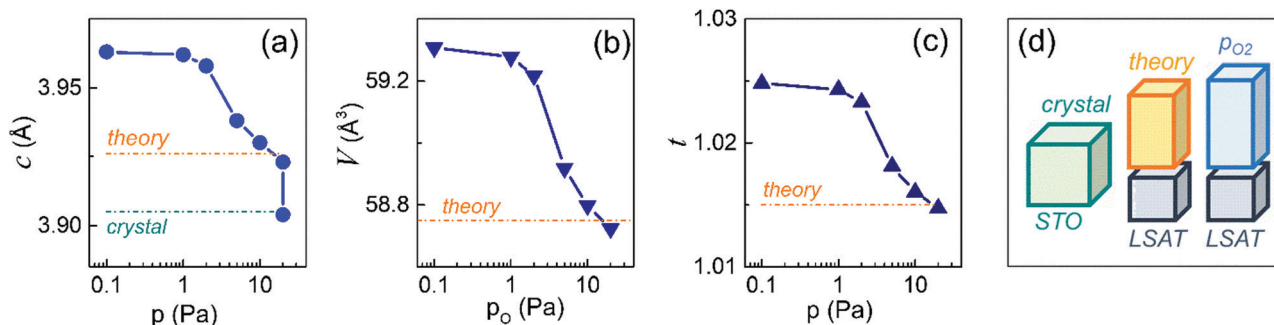 (a)
3.95
3.90
c (Å)
theory
crystal
0.1 1 10
p (Pa)
(b)
59.2
58.8
V (Å³)
theory
0.1 1 10
pO (Pa)
(c)
1.03
1.02
1.01
t
theory
0.1 1 10
p (Pa)
(d)
pO2
theory
crystal
STO
LSAT LSAT